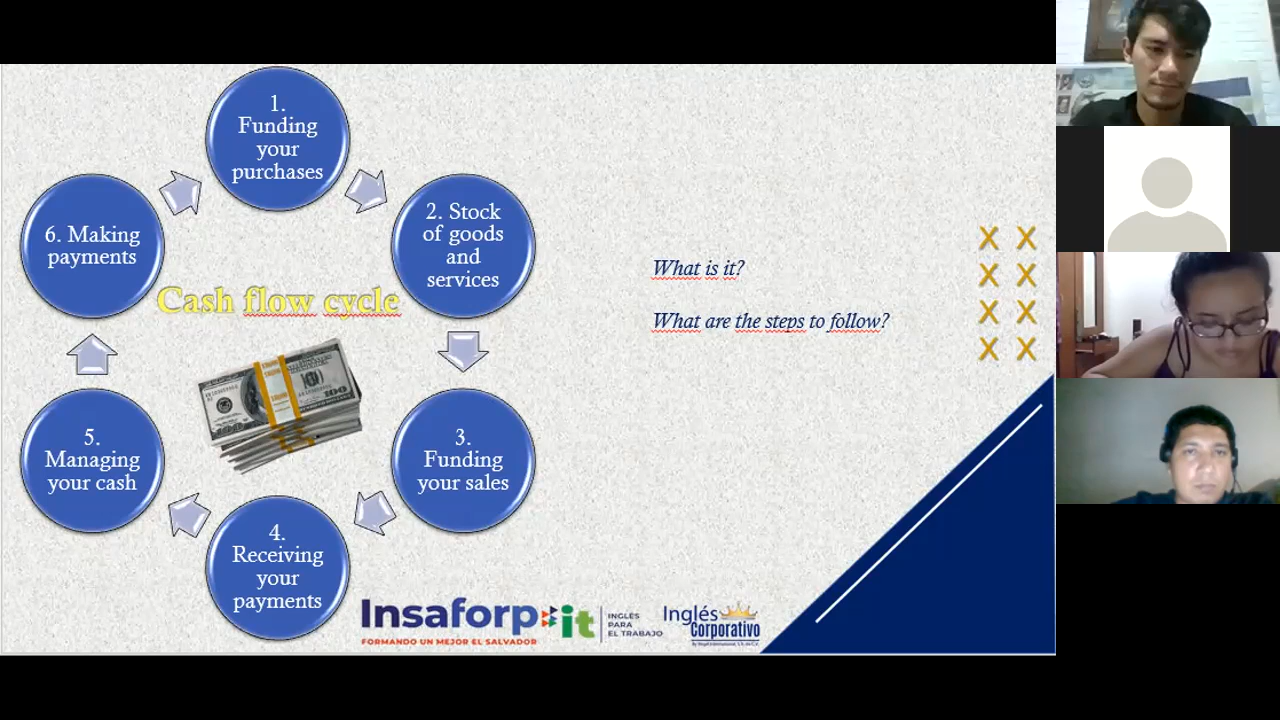 1.
Funding
your
purchases
2. Stock
of goods
and
services
3.
Funding
your sales
4.
Receiving
your
payments
5.
Managing
your cash
6. Making
payments
Cash flow cycle
What is it?
What are the steps to follow?
X X
X X
X X
X X
Insaforp
FORMANDO UN MEJOR EL SALVADOR
it
INGLÉS
PARA
EL TRABAJO
Inglés
Corporativo